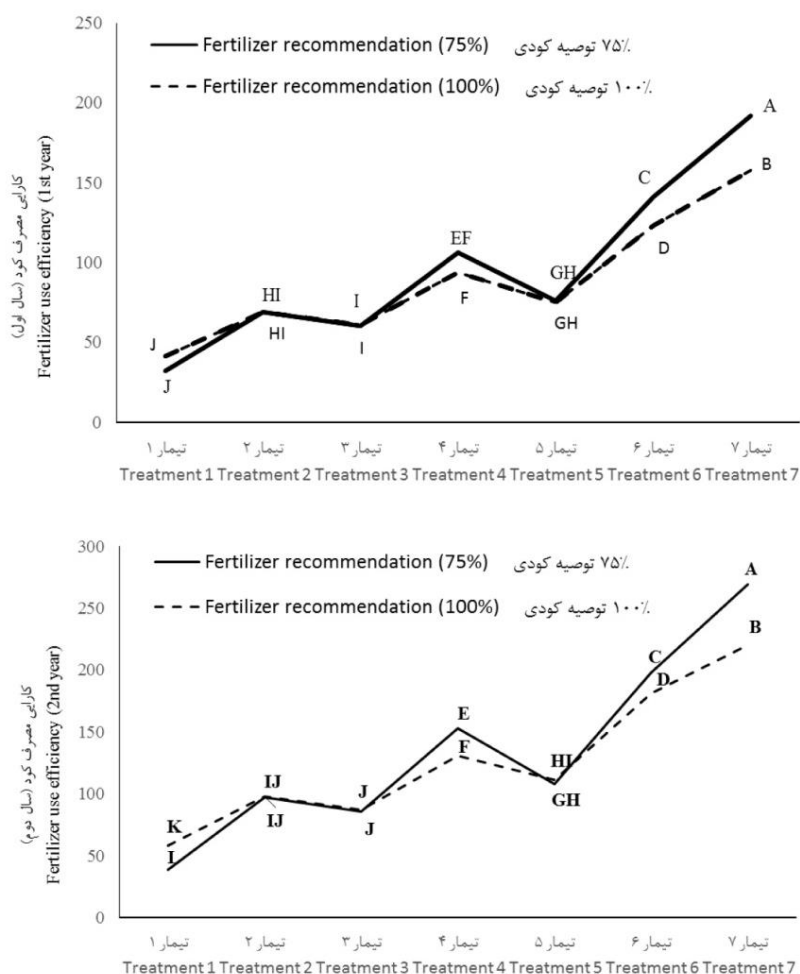 250
200
150
100
50
0
کارایی مصرف کود (سال اول)
Fertilizer use efficiency (1st year)
Fertilizer recommendation (75%) ۷۵٪ توصیه کودی
Fertilizer recommendation (100%) ۱۰۰٪ توصیه کودی
J
J
HI
HI
I
I
EF
F
GH
GH
C
D
A
B
تیمار ۱ تیمار ۲ تیمار ۳ تیمار ۴ تیمار ۵ تیمار ۶ تیمار ۷
Treatment 1 Treatment 2 Treatment 3 Treatment 4 Treatment 5 Treatment 6 Treatment 7
300
250
200
150
100
50
0
کارایی مصرف کود (سال دوم)
Fertilizer use efficiency (2nd year)
Fertilizer recommendation (75%) ۷۵٪ توصیه کودی
Fertilizer recommendation (100%) ۱۰۰٪ توصیه کودی
K
I
IJ
IJ
J
J
E
F
HI
GH
C
D
A
B
تیمار ۱ تیمار ۲ تیمار ۳ تیمار ۴ تیمار ۵ تیمار ۶ تیمار ۷
Treatment 1 Treatment 2 Treatment 3 Treatment 4 Treatment 5 Treatment 6 Treatment 7